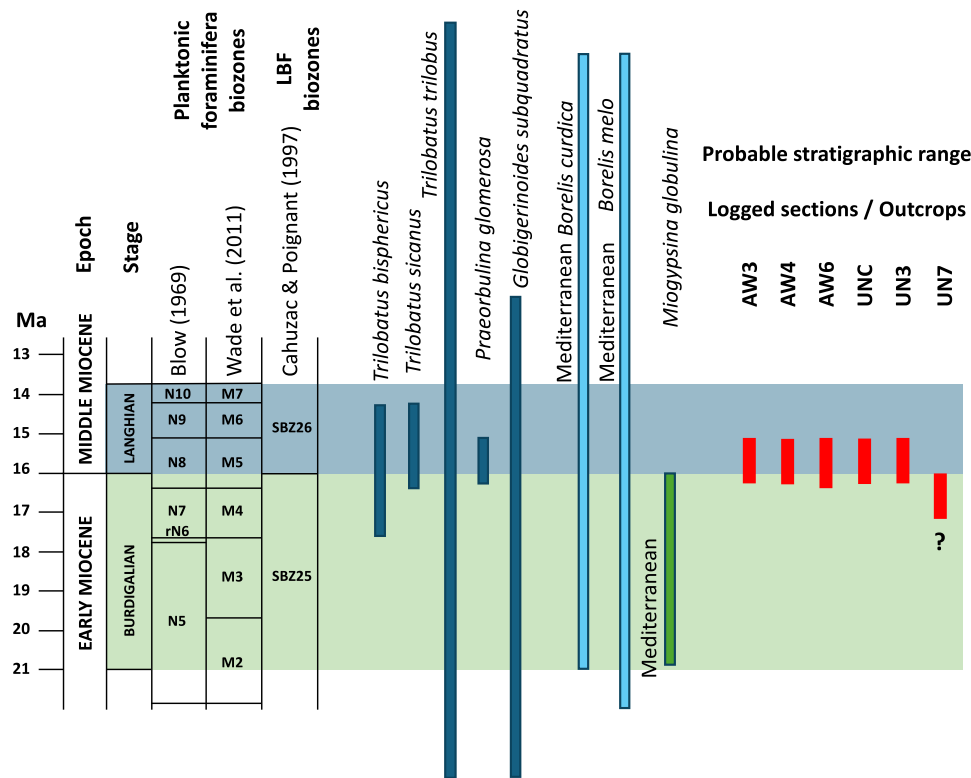 Planktonic
foraminifera
biozones
LBF
biozones
Epoch
Stage
Blow (1969)
Wade et al. (2011)
Cahuzac & Poignant (1997)
Trilobatus bisphericus
Trilobatus sicanus
Trilobatus trilobus
Praeorbulina glomerosa
Globigerinoides subquadratus
Mediterranean Borelis curdica
Mediterranean Borelis melo
Miogypsina globulina
Mediterranean
Probable stratigraphic range
Logged sections / Outcrops
AW3
AW4
AW6
UNC
UN3
UN7
Ma
13
14
15
16
17
18
19
20
21
MIDDLE MIOCENE
EARLY MIOCENE
LANGHIAN
BURDIGALIAN
N10
N9
N8
N7
rN6
N5
M7
M6
M5
M4
M3
M2
SBZ26
SBZ25
?